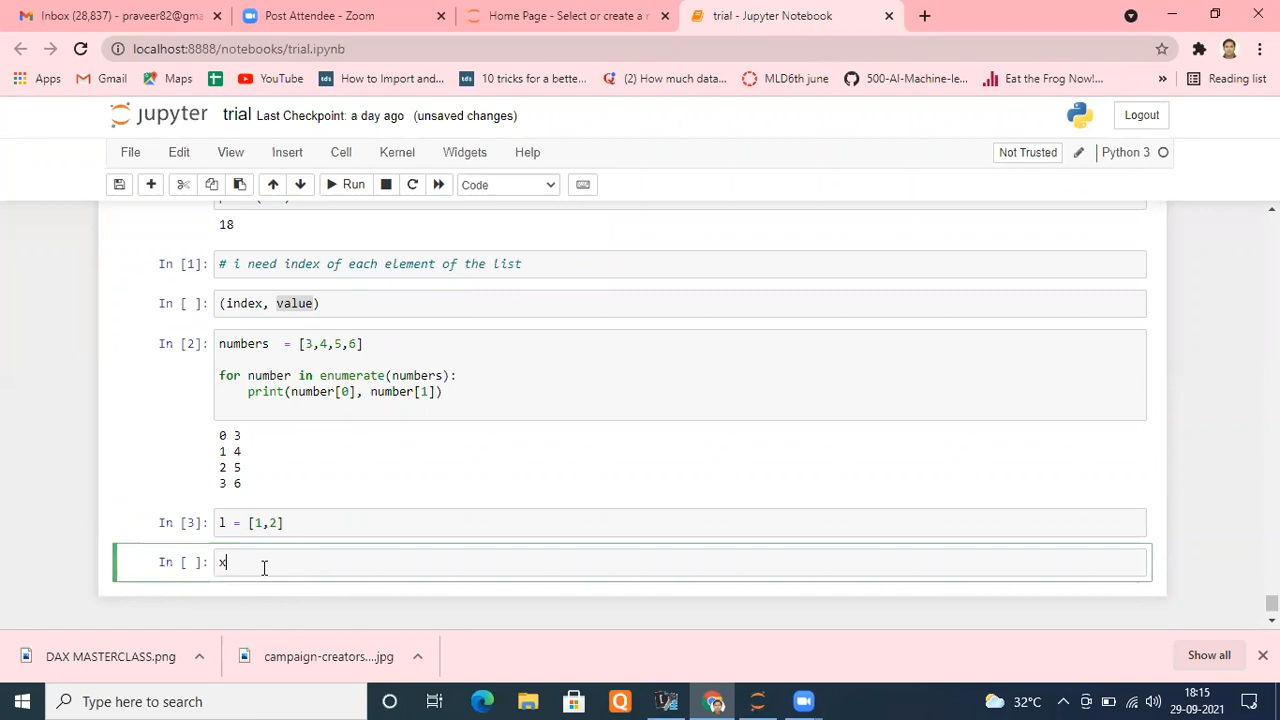 Inbox (28,837) - praveer82@gma
Post Attendee - Zoom
Home Page - Select or create a n
trial - Jupyter Notebook
localhost:8888/notebooks/trial.ipynb
Apps Gmail Maps YouTube How to Import and... 10 tricks for a bette... (2) How much data... MLD6th june 500-AI-Machine-le... Eat the Frog Now!... » Reading list
jupyter trial Last Checkpoint: a day ago (unsaved changes) Logout
File Edit View Insert Cell Kernel Widgets Help Not Trusted Python 3
Run Code
18
In [1]: # i need index of each element of the list
In [ ]: (index, value)
In [2]: numbers = [3,4,5,6]
for number in enumerate(numbers):
print(number[0], number[1])
0 3
1 4
2 5
3 6
In [3]: l = [1,2]
In [ ]: x
DAX MASTERCLASS.png campaign-creators....jpg Show all
Type here to search 32°C 18:15
29-09-2021